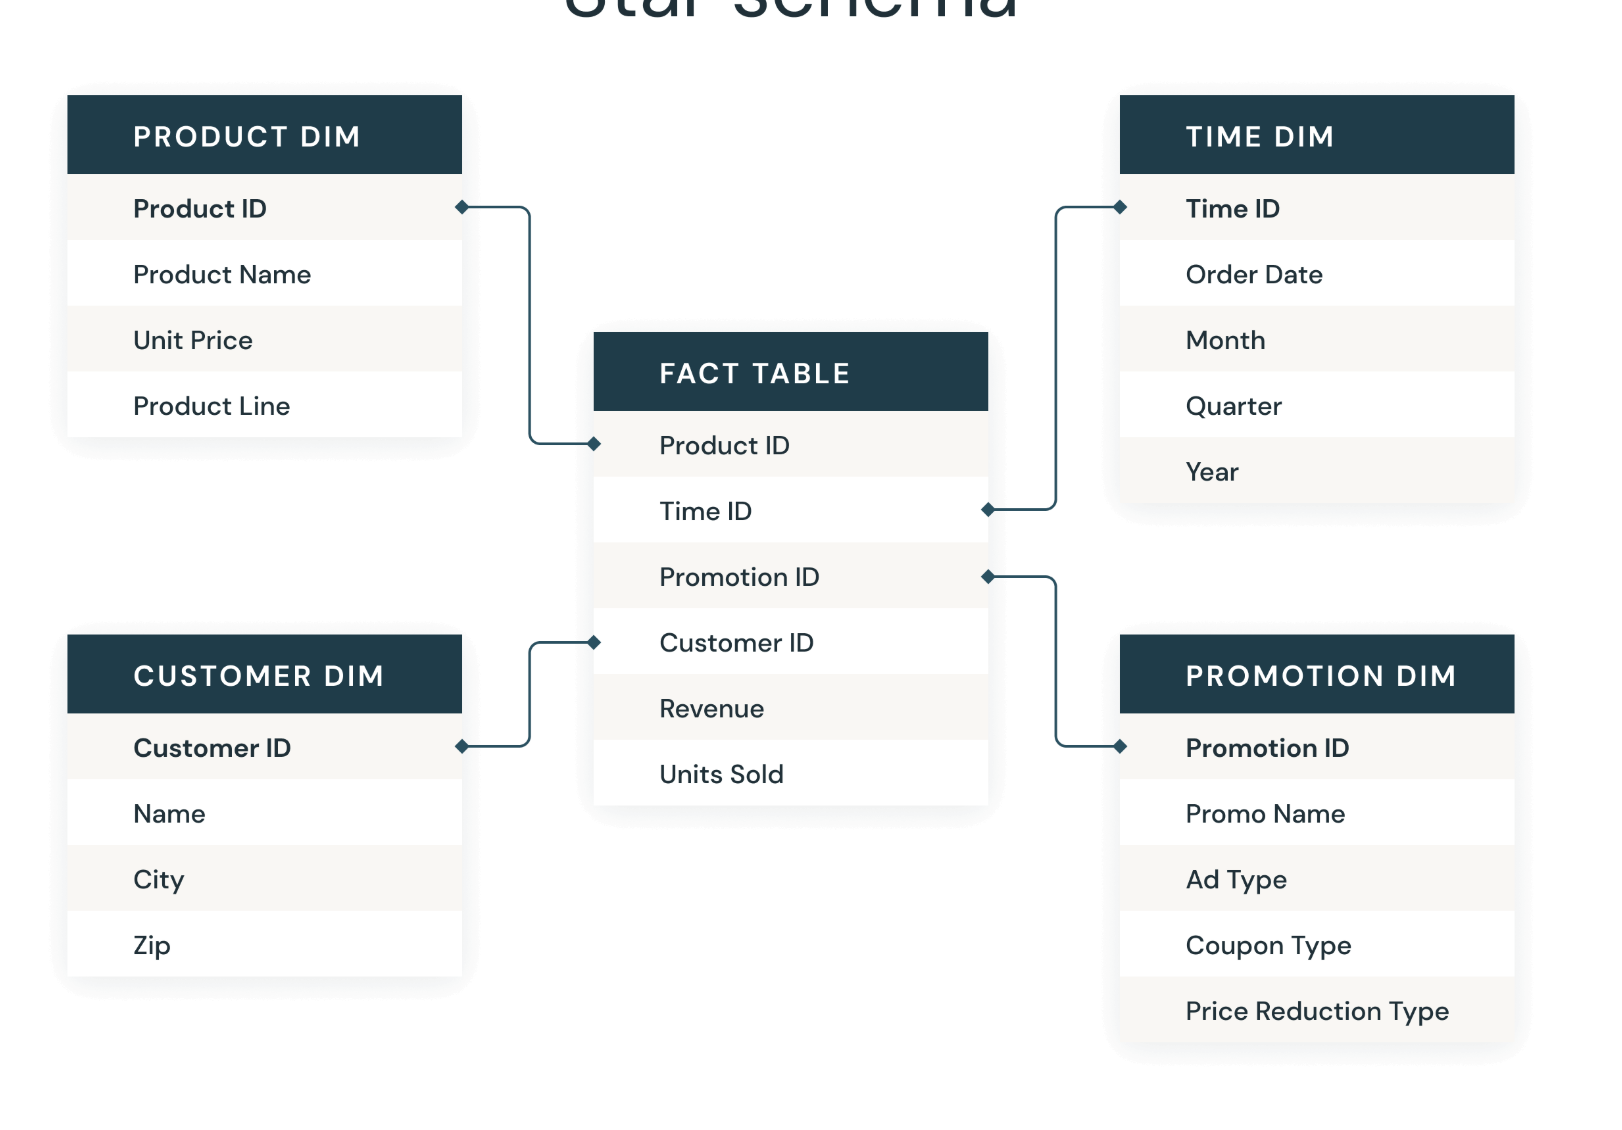 Star schema
PRODUCT DIM
Product ID
Product Name
Unit Price
Product Line
TIME DIM
Time ID
Order Date
Month
Quarter
Year
FACT TABLE
Product ID
Time ID
Promotion ID
Customer ID
Revenue
Units Sold
CUSTOMER DIM
Customer ID
Name
City
Zip
PROMOTION DIM
Promotion ID
Promo Name
Ad Type
Coupon Type
Price Reduction Type